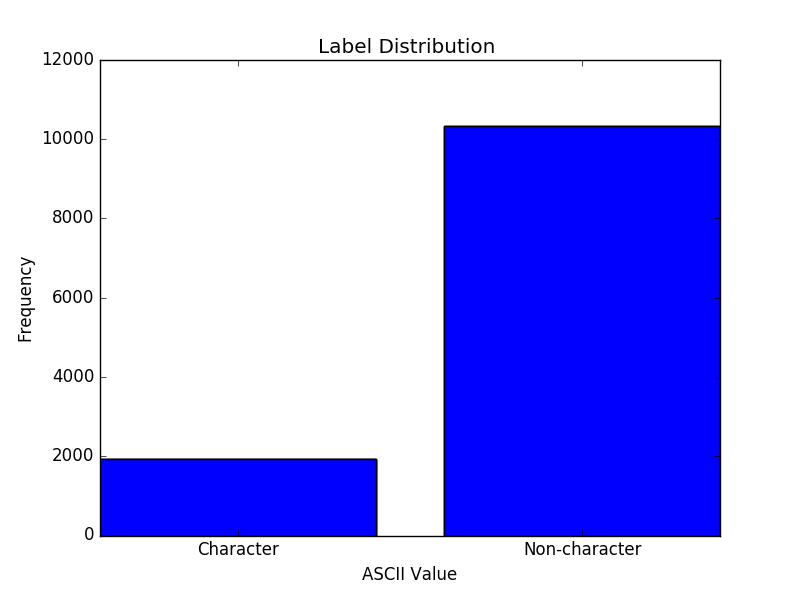 Label Distribution
12000
10000
8000
6000
4000
2000
0
Frequency
Character Non-character
ASCII Value